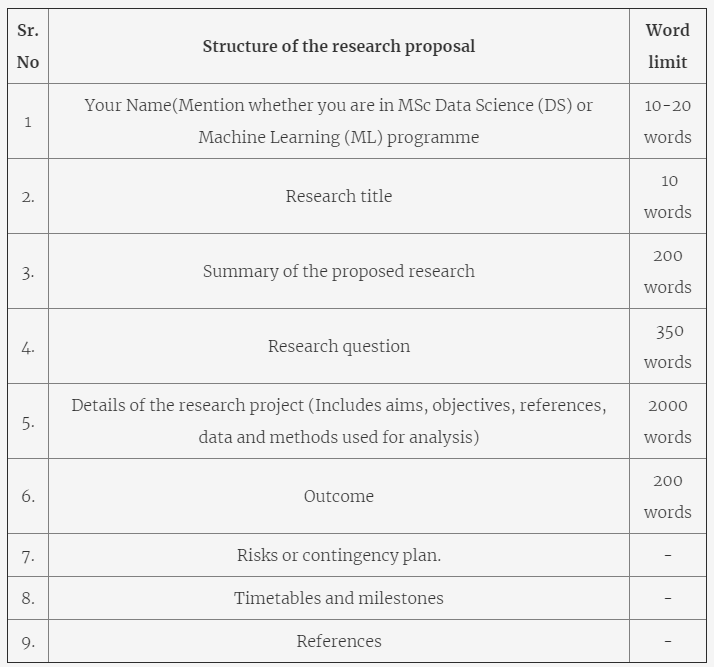 Sr.
No
Structure of the research proposal
Word
limit
1
Your Name(Mention whether you are in MSc Data Science (DS) or
Machine Learning (ML) programme
10-20
words
2.
Research title
10
words
3.
Summary of the proposed research
200
words
4.
Research question
350
words
5.
Details of the research project (Includes aims, objectives, references,
data and methods used for analysis)
2000
words
6.
Outcome
200
words
7.
Risks or contingency plan.
-
8.
Timetables and milestones
-
9.
References
-